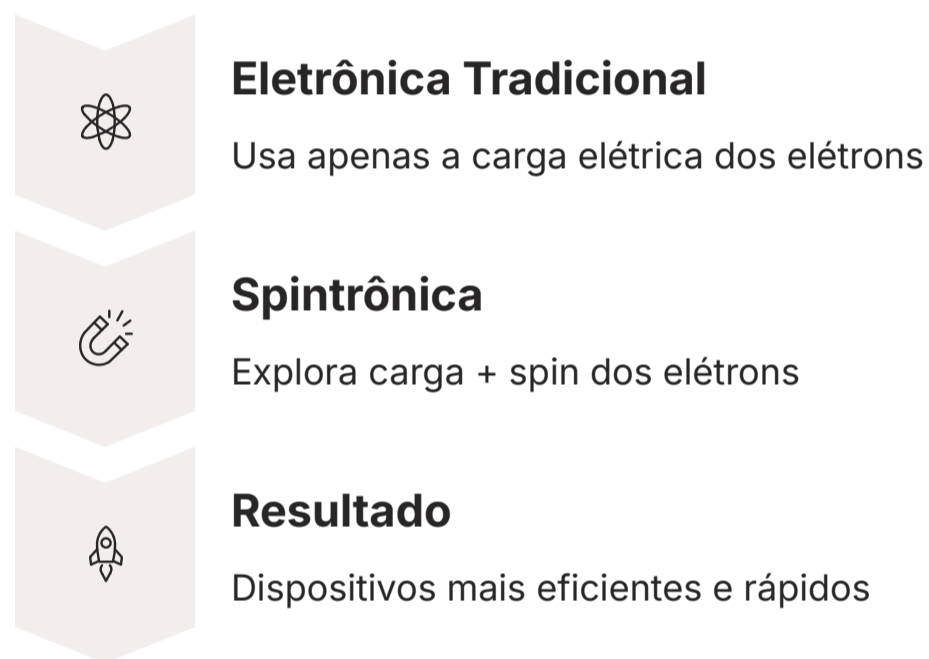 Eletrônica Tradicional
Usa apenas a carga elétrica dos elétrons
Spintrônica
Explora carga + spin dos elétrons
Resultado
Dispositivos mais eficientes e rápidos